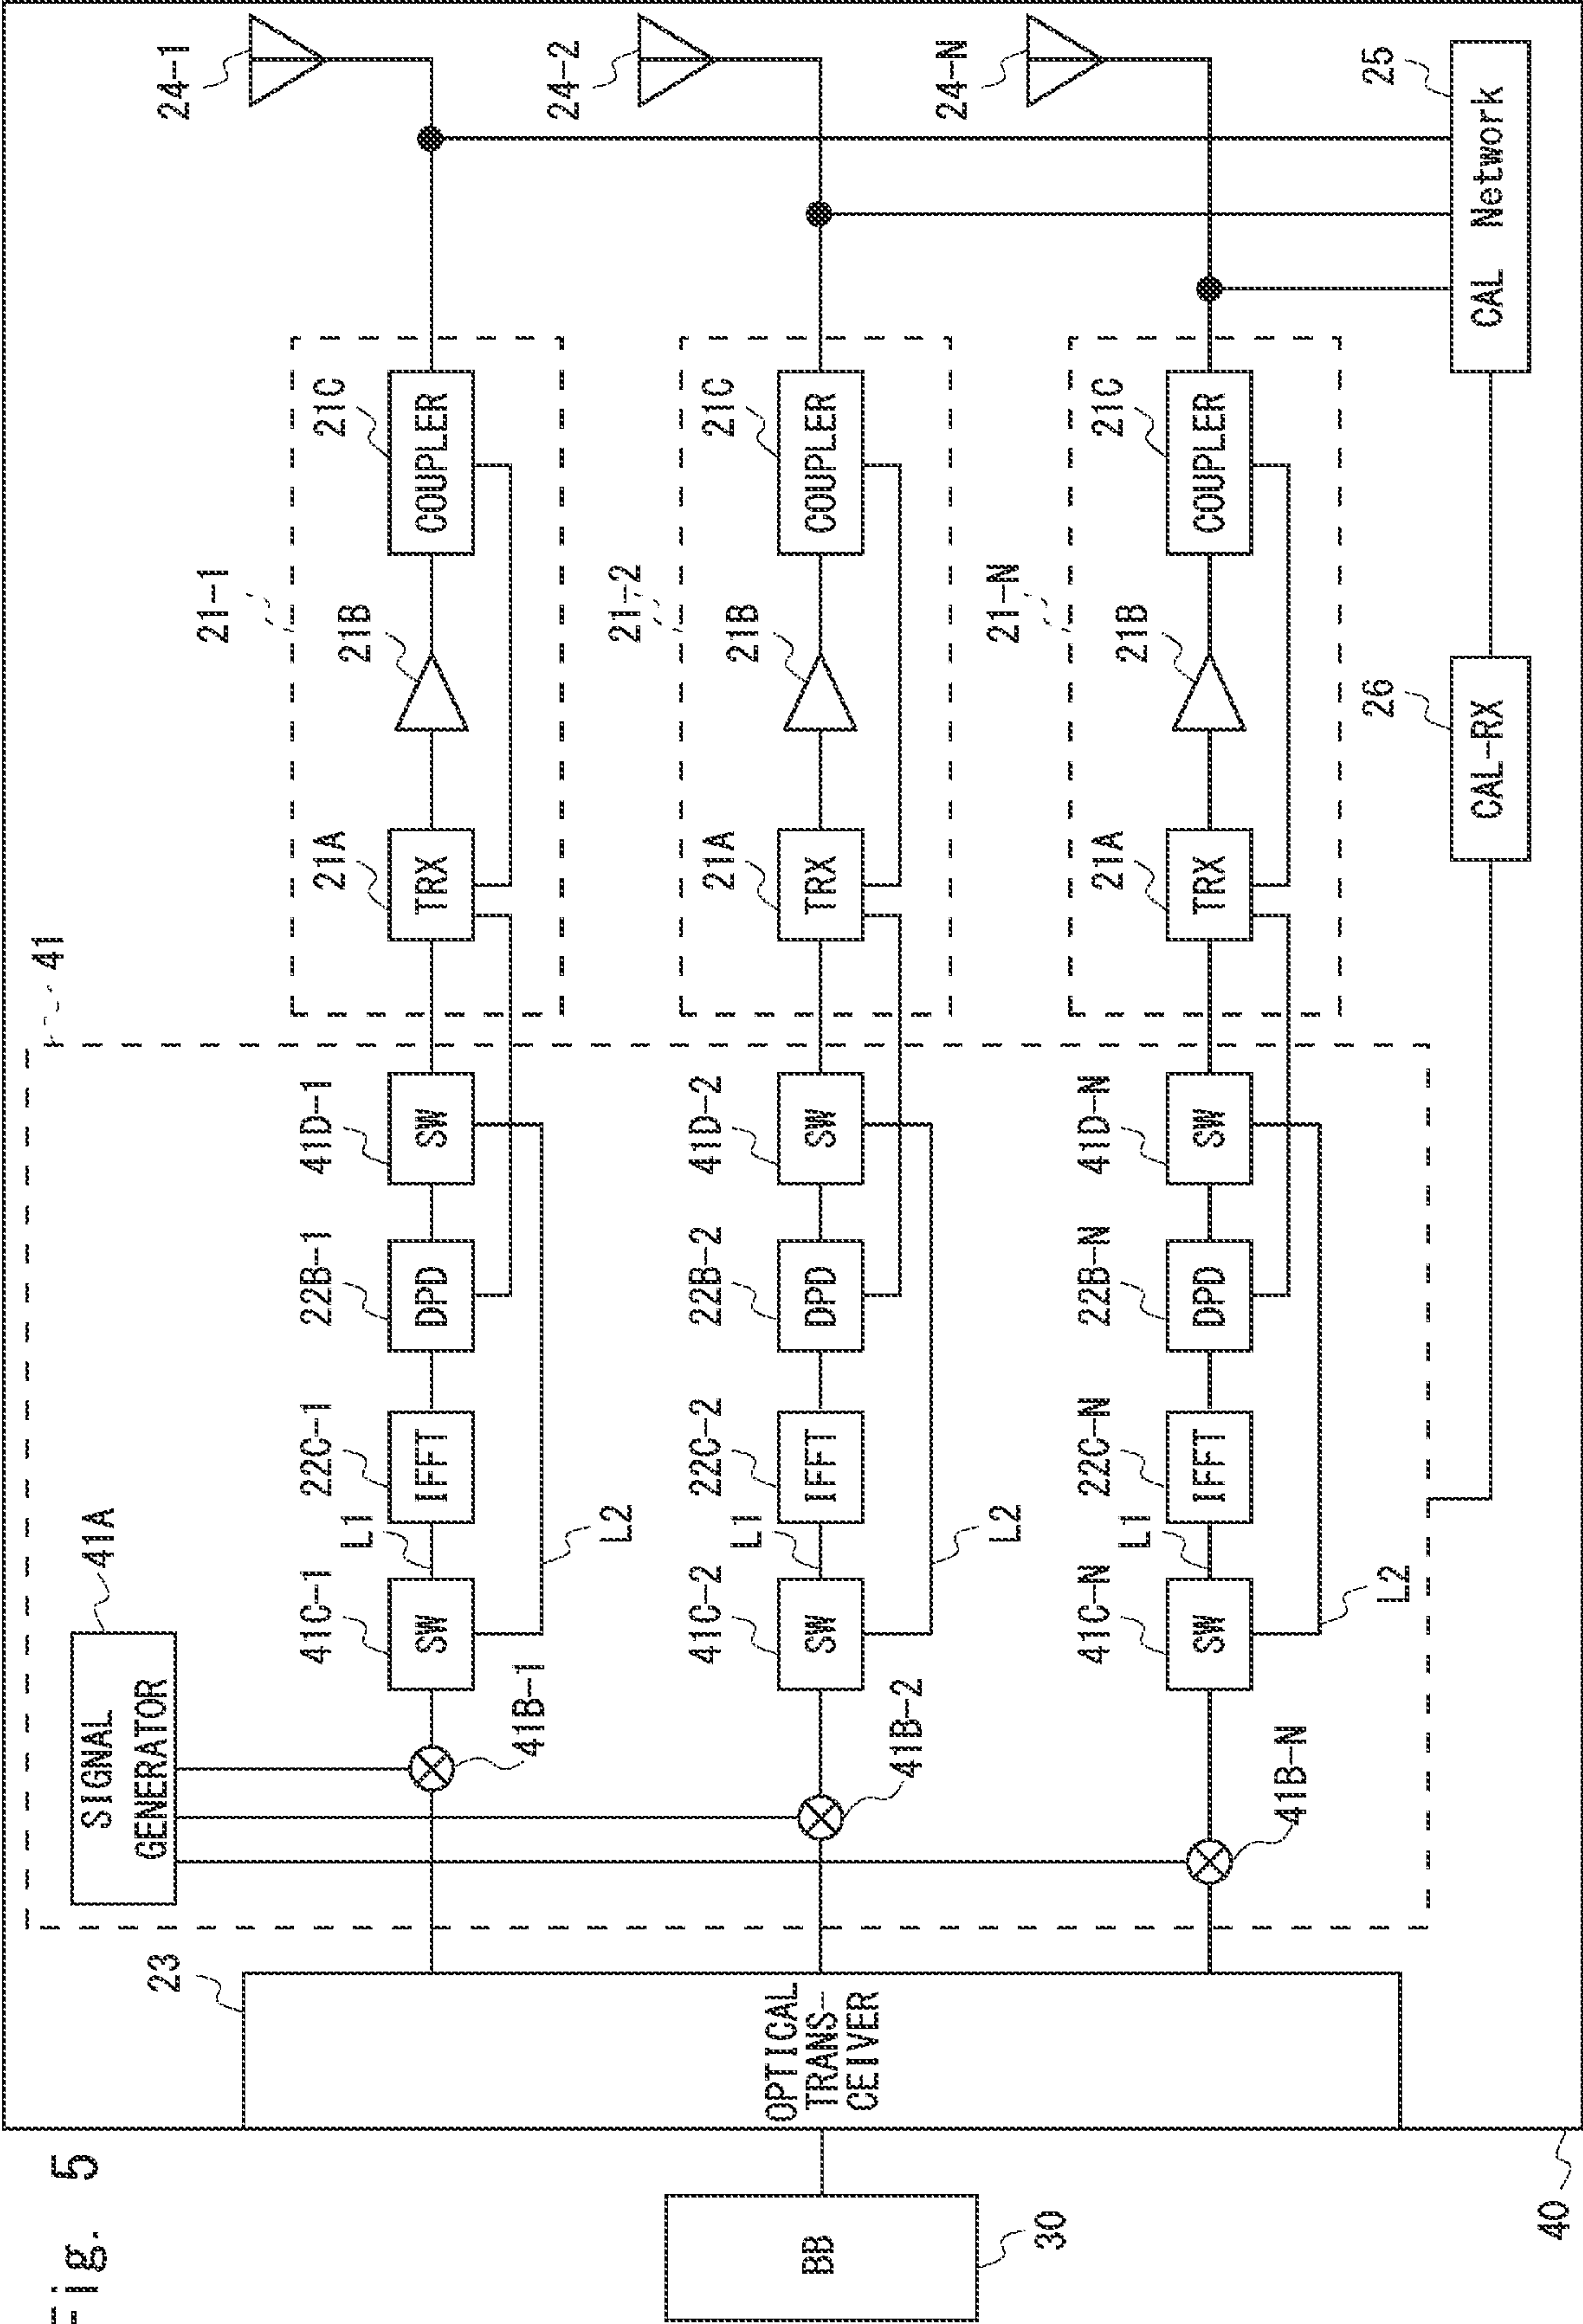 Fig. 5
BB
30
40
OPTICAL
TRANS-
CEIVER
23
41
SIGNAL
GENERATOR
41A
41B-1
41B-2
41B-N
41C-1
SW
L1
22C-1
IFFT
22B-1
DPD
41D-1
SW
L2
21-1
21A
TRX
21B
21C
COUPLER
24-1
41C-2
SW
L1
22C-2
IFFT
22B-2
DPD
41D-2
SW
L2
21-2
21A
TRX
21B
21C
COUPLER
24-2
41C-N
SW
L1
22C-N
IFFT
22B-N
DPD
41D-N
SW
L2
21-N
21A
TRX
21B
21C
COUPLER
24-N
26
CAL-RX
25
CAL Network